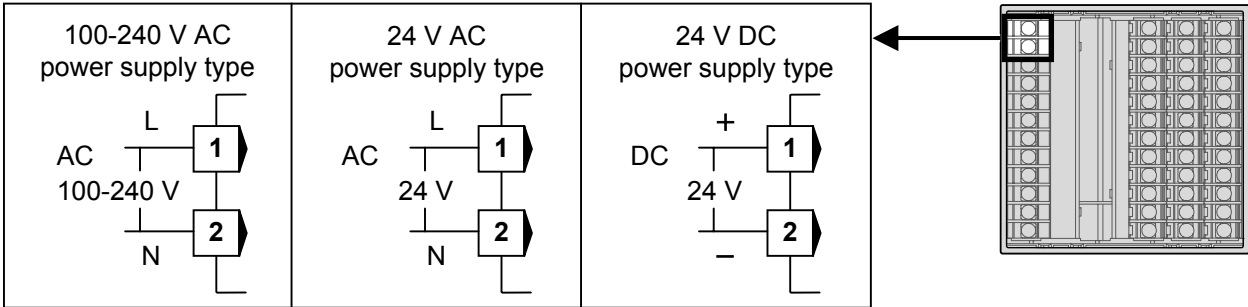 100-240 V AC
power supply type
L
1
AC
100-240 V
2
N
24 V AC
power supply type
L
1
AC
24 V
2
N
24 V DC
power supply type
+
1
DC
24 V
2
−